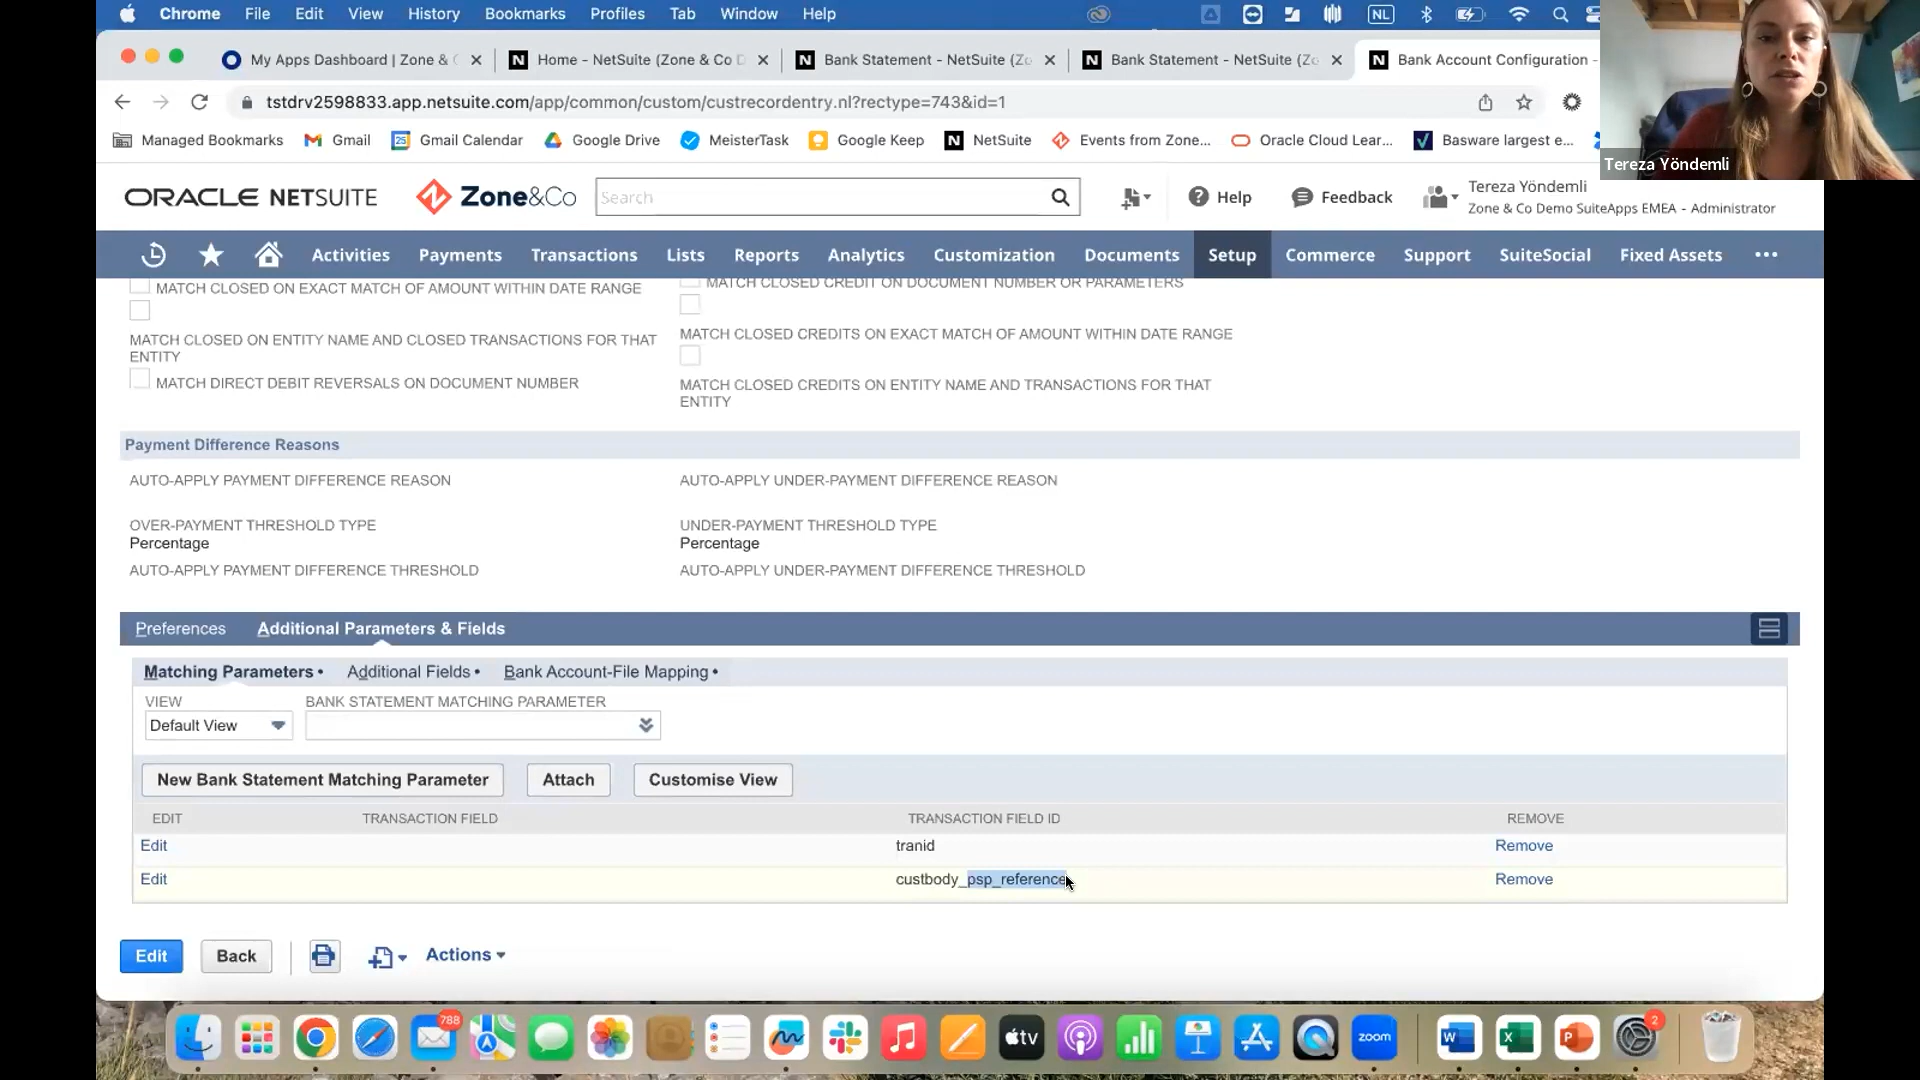 Chrome File Edit View History Bookmarks Profiles Tab Window Help NL
My Apps Dashboard | Zone & C Home - NetSuite (Zone & Co D Bank Statement - NetSuite (Zo Bank Statement - NetSuite (Zo Bank Account Configuration -
tstdrv2598833.app.netsuite.com/app/common/custom/custrecordentry.nl?rectype=743&id=1
Managed Bookmarks Gmail Gmail Calendar Google Drive MeisterTask Google Keep NetSuite Events from Zone... Oracle Cloud Lear... Basware largest e...
Tereza Yöndemli
ORACLE NETSUITE Zone&Co Search Help Feedback
Tereza Yöndemli
Zone & Co Demo SuiteApps EMEA - Administrator
Activities Payments Transactions Lists Reports Analytics Customization Documents Setup Commerce Support SuiteSocial Fixed Assets
MATCH CLOSED ON EXACT MATCH OF AMOUNT WITHIN DATE RANGE
MATCH CLOSED ON ENTITY NAME AND CLOSED TRANSACTIONS FOR THAT
ENTITY
MATCH DIRECT DEBIT REVERSALS ON DOCUMENT NUMBER
MATCH CLOSED CREDIT ON DOCUMENT NUMBER OR PARAMETERS
MATCH CLOSED CREDITS ON EXACT MATCH OF AMOUNT WITHIN DATE RANGE
MATCH CLOSED CREDITS ON ENTITY NAME AND TRANSACTIONS FOR THAT
ENTITY
Payment Difference Reasons
AUTO-APPLY PAYMENT DIFFERENCE REASON
OVER-PAYMENT THRESHOLD TYPE
Percentage
AUTO-APPLY PAYMENT DIFFERENCE THRESHOLD
AUTO-APPLY UNDER-PAYMENT DIFFERENCE REASON
UNDER-PAYMENT THRESHOLD TYPE
Percentage
AUTO-APPLY UNDER-PAYMENT DIFFERENCE THRESHOLD
Preferences Additional Parameters & Fields
Matching Parameters • Additional Fields • Bank Account-File Mapping •
VIEW BANK STATEMENT MATCHING PARAMETER
Default View
New Bank Statement Matching Parameter Attach Customise View
EDIT TRANSACTION FIELD TRANSACTION FIELD ID REMOVE
Edit tranid Remove
Edit custbody_psp_reference Remove
Edit Back Actions
788 tv zoom W X P 2